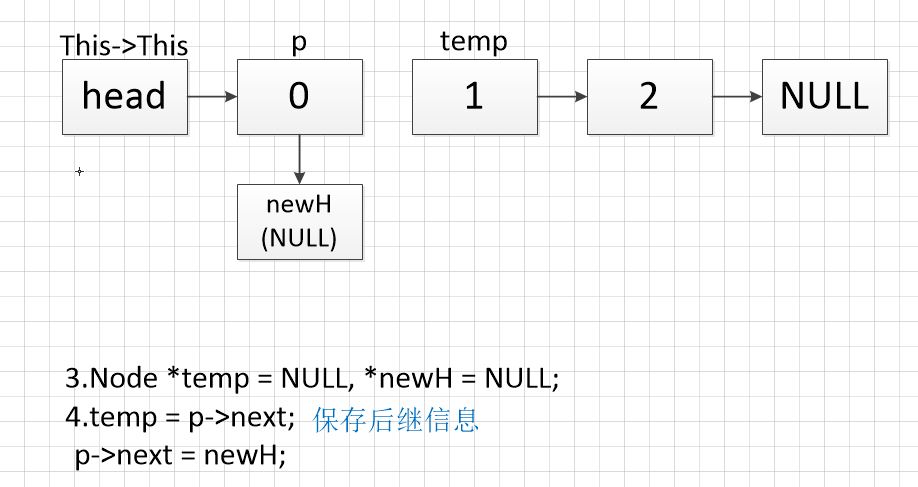 This->This p temp
head 0 1 2 NULL
newH
(NULL)
3.Node *temp = NULL, *newH = NULL;
4.temp = p->next; 保存后继信息
p->next = newH;